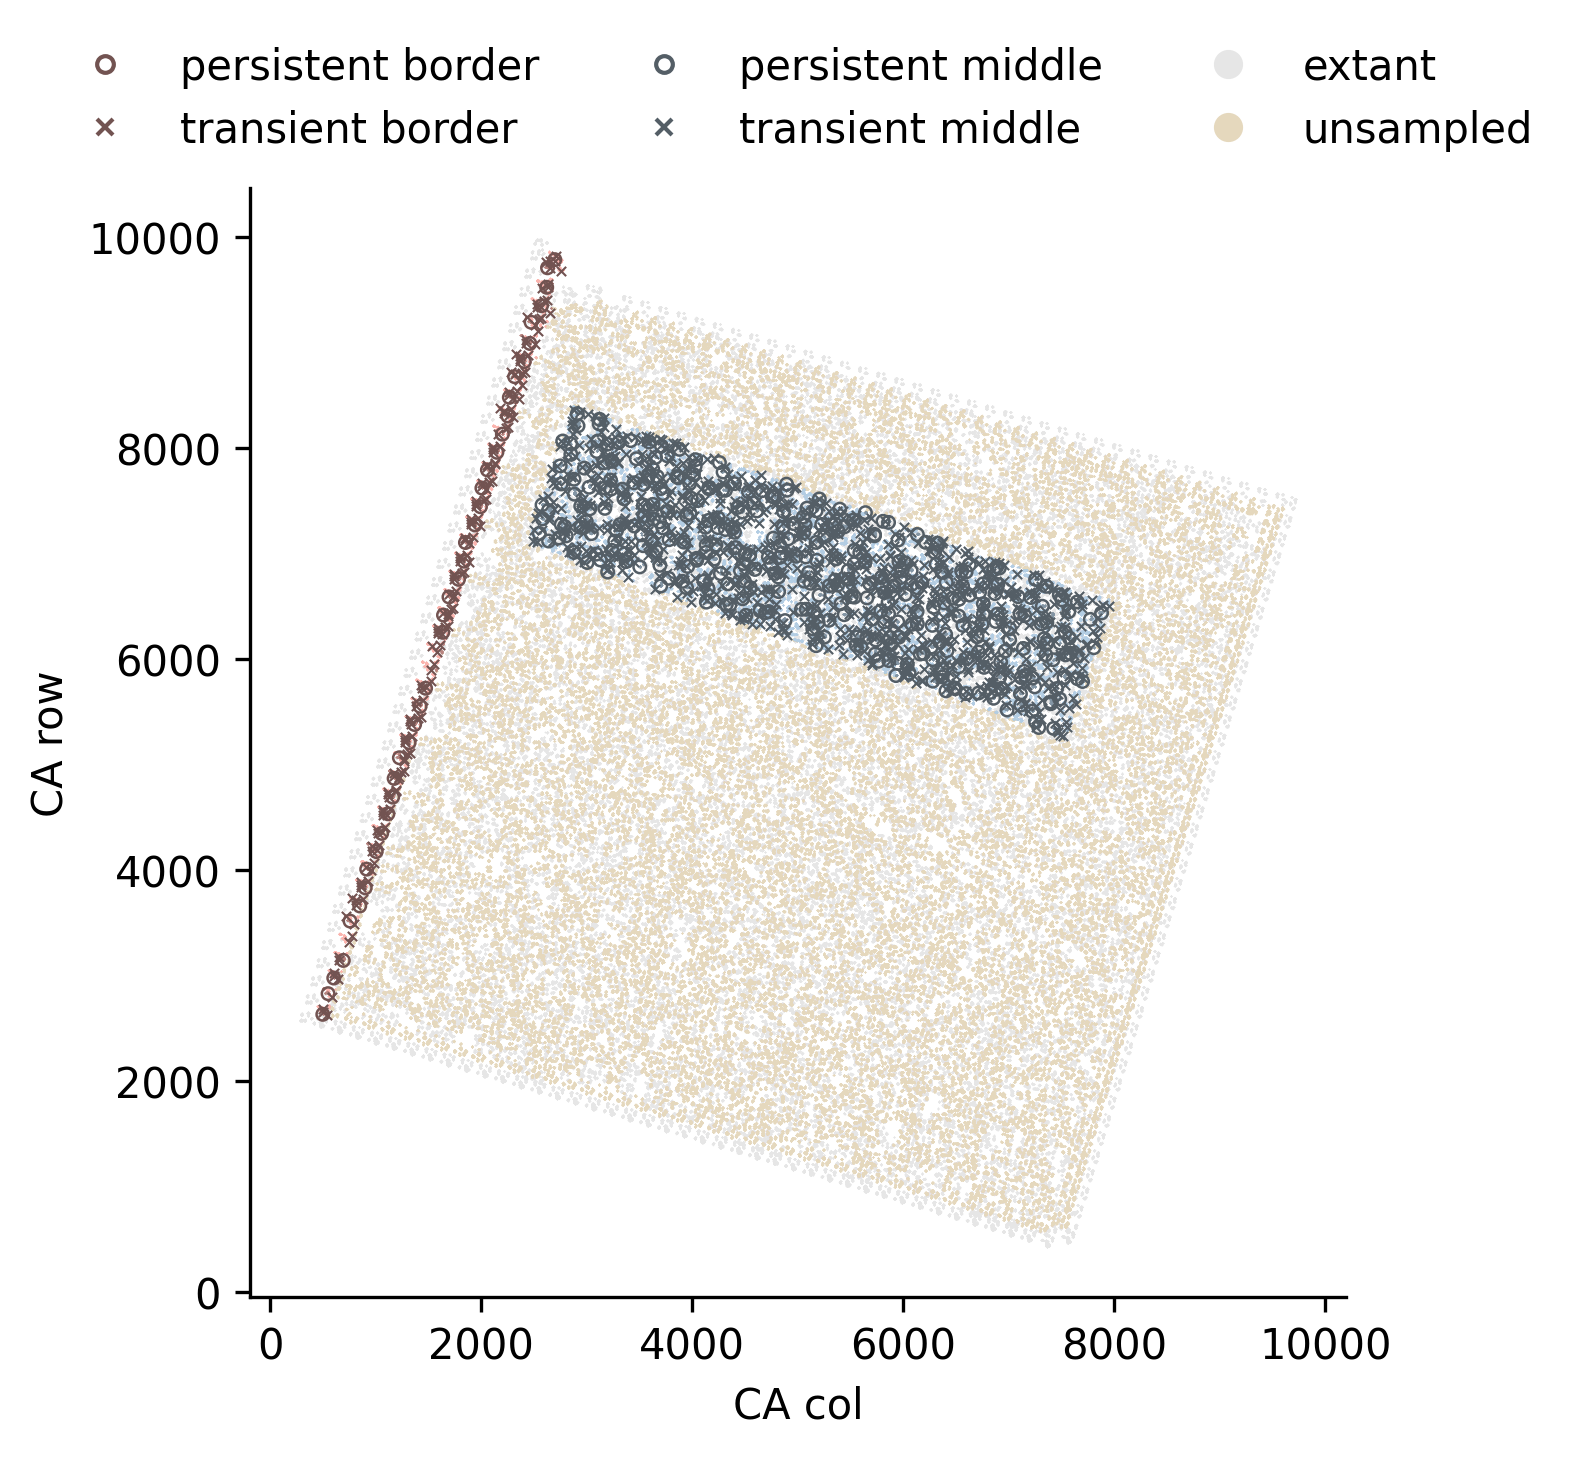 persistent border persistent middle extant
transient border transient middle unsampled
10000
8000
6000
4000
2000
0
CA row
0 2000 4000 6000 8000 10000
CA col